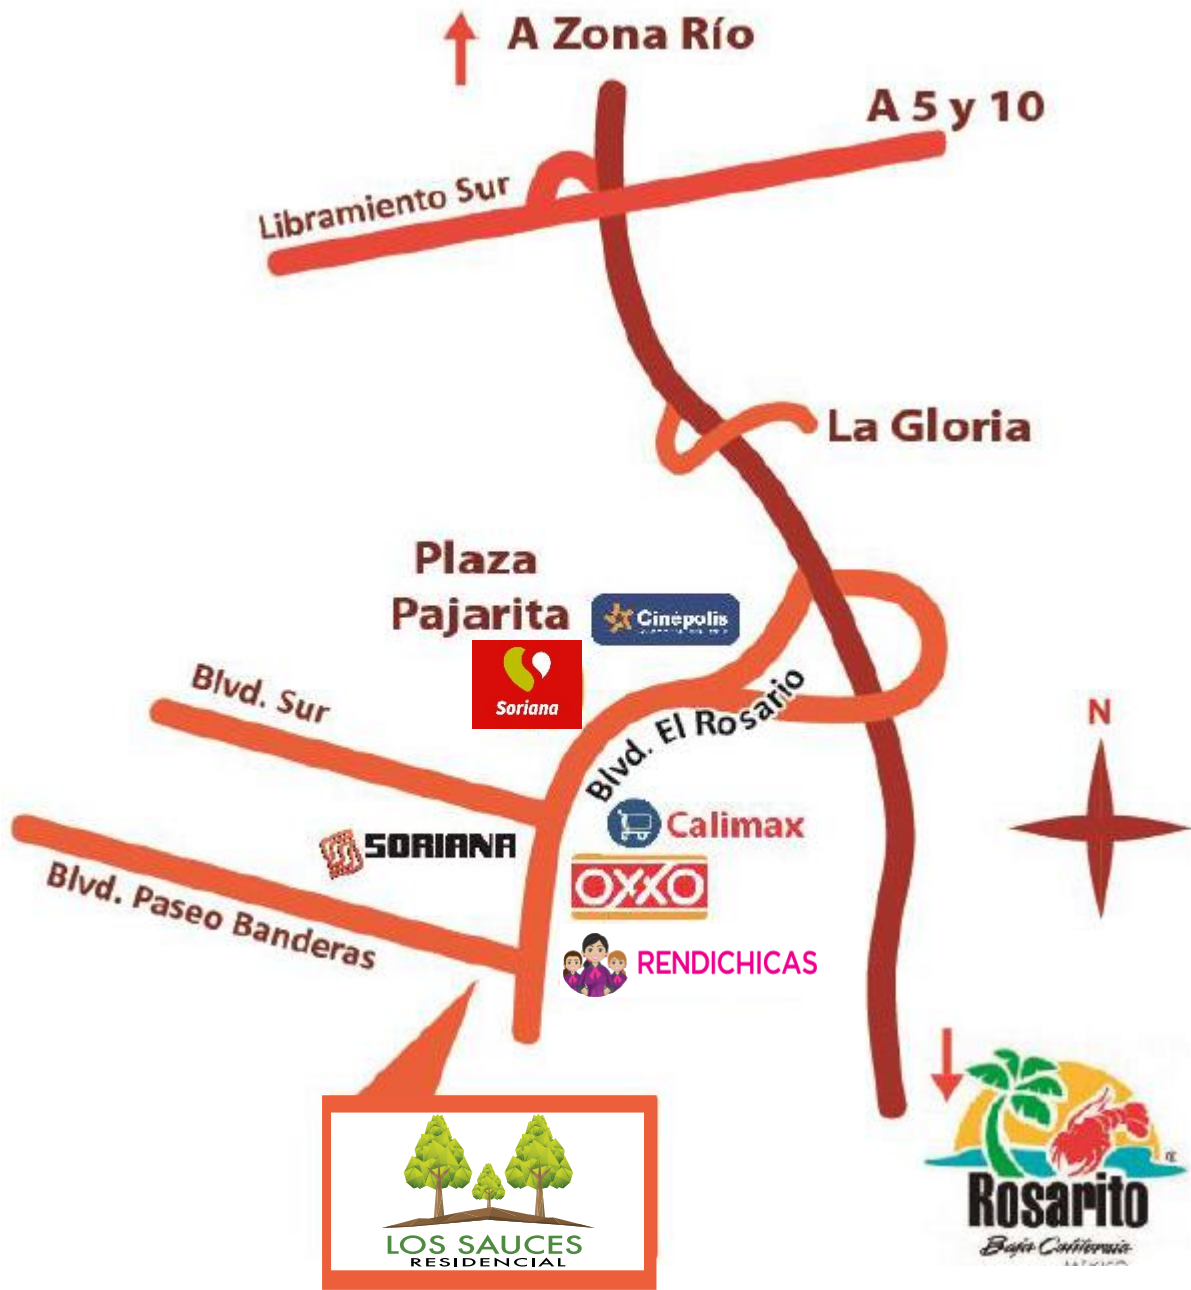 A Zona Río
A 5 y 10
Libramiento Sur
La Gloria
Plaza
Pajarita
Cinépolis
Soriana
Blvd. Sur
Blvd. El Rosario
N
Calimax
SORIANA
OXXO
Blvd. Paseo Banderas
RENDICHICAS
Rosarito
Baja California
LOS SAUCES
RESIDENCIAL